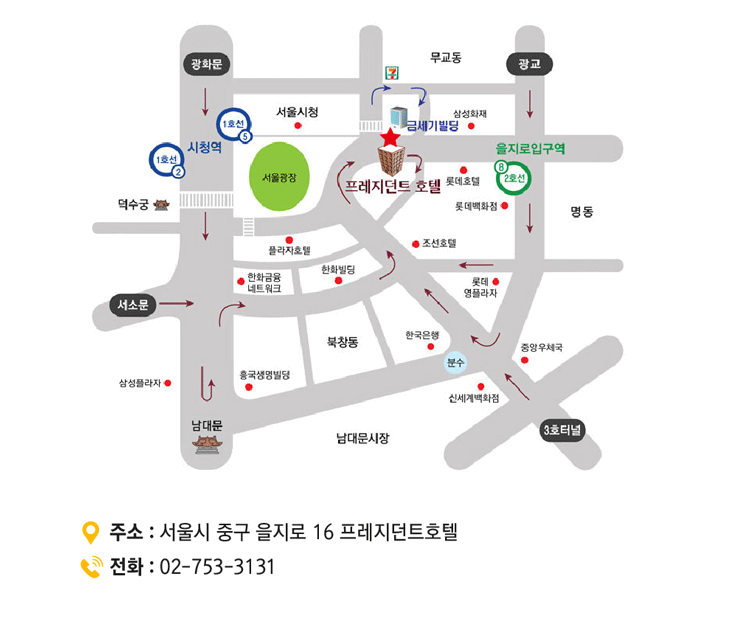 무교동
광화문
광교
7
서울시청
삼성화재
금세기빌딩
1호선
5
시청역
1호선
2
을지로입구역
8
2호선
서울광장
프레지던트 호텔
롯데호텔
덕수궁
롯데백화점
명동
플라자호텔
조선호텔
한화금융
네트워크
한화빌딩
롯데
영플라자
서소문
북창동
한국은행
중앙우체국
분수
삼성플라자
흥국생명빌딩
신세계백화점
남대문
남대문시장
3호터널
주소 : 서울시 중구 을지로 16 프레지던트호텔
전화 : 02-753-3131